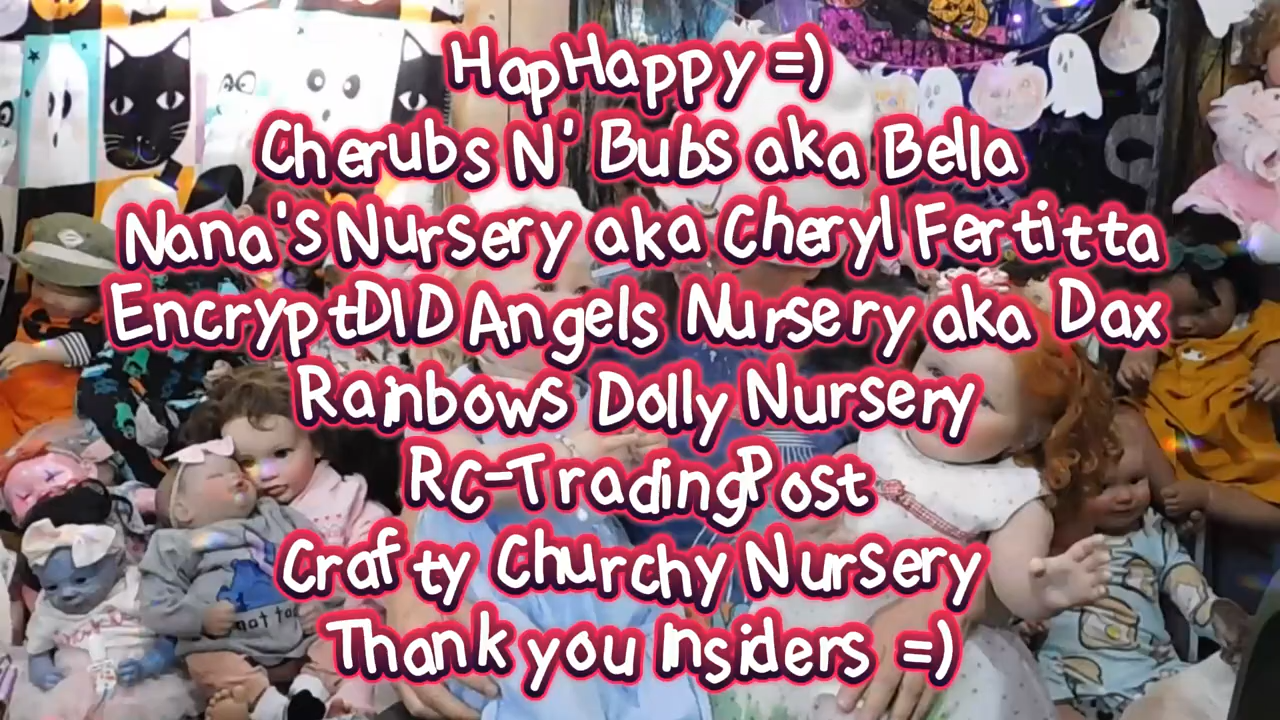 HapHappy =)
Cherubs N' Bubs aka Bella
Nana's Nursery aka Cheryl Fertitta
EncryptDID Angels Nursery aka Dax
Rainbows Dolly Nursery
RC-TradingPost
Crafty Churchy Nursery
Thank you Insiders =)